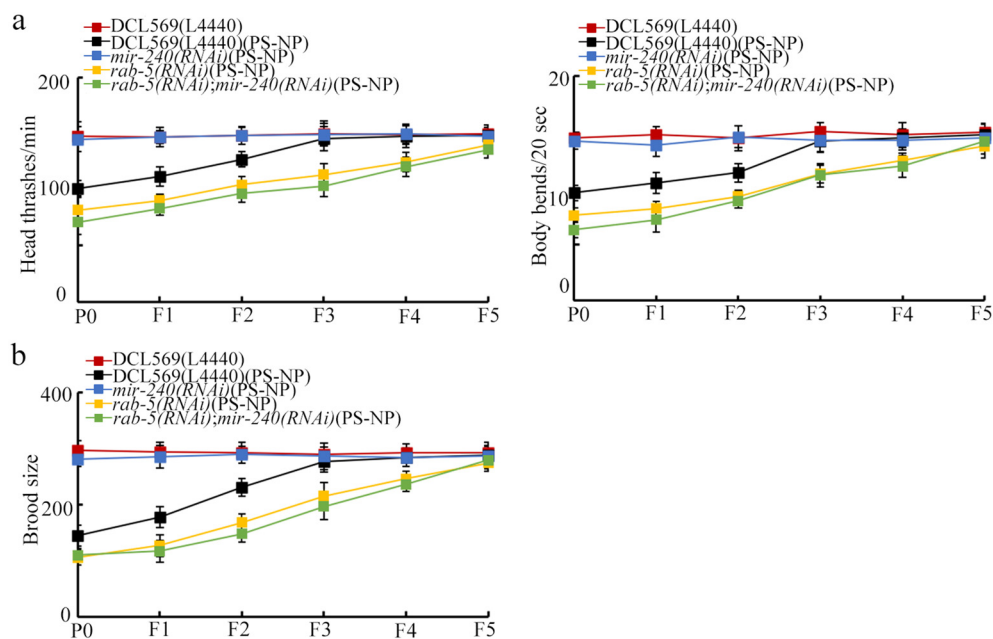 a
DCL569(L4440)
DCL569(L4440)(PS-NP)
mir-240(RNAi)(PS-NP)
rab-5(RNAi)(PS-NP)
rab-5(RNAi);mir-240(RNAi)(PS-NP)
Head thrashes/min
200
100
0
P0 F1 F2 F3 F4 F5
DCL569(L4440)
DCL569(L4440)(PS-NP)
mir-240(RNAi)(PS-NP)
rab-5(RNAi)(PS-NP)
rab-5(RNAi);mir-240(RNAi)(PS-NP)
Body bends/20 sec
20
10
0
P0 F1 F2 F3 F4 F5
b
DCL569(L4440)
DCL569(L4440)(PS-NP)
mir-240(RNAi)(PS-NP)
rab-5(RNAi)(PS-NP)
rab-5(RNAi);mir-240(RNAi)(PS-NP)
Brood size
400
200
0
P0 F1 F2 F3 F4 F5